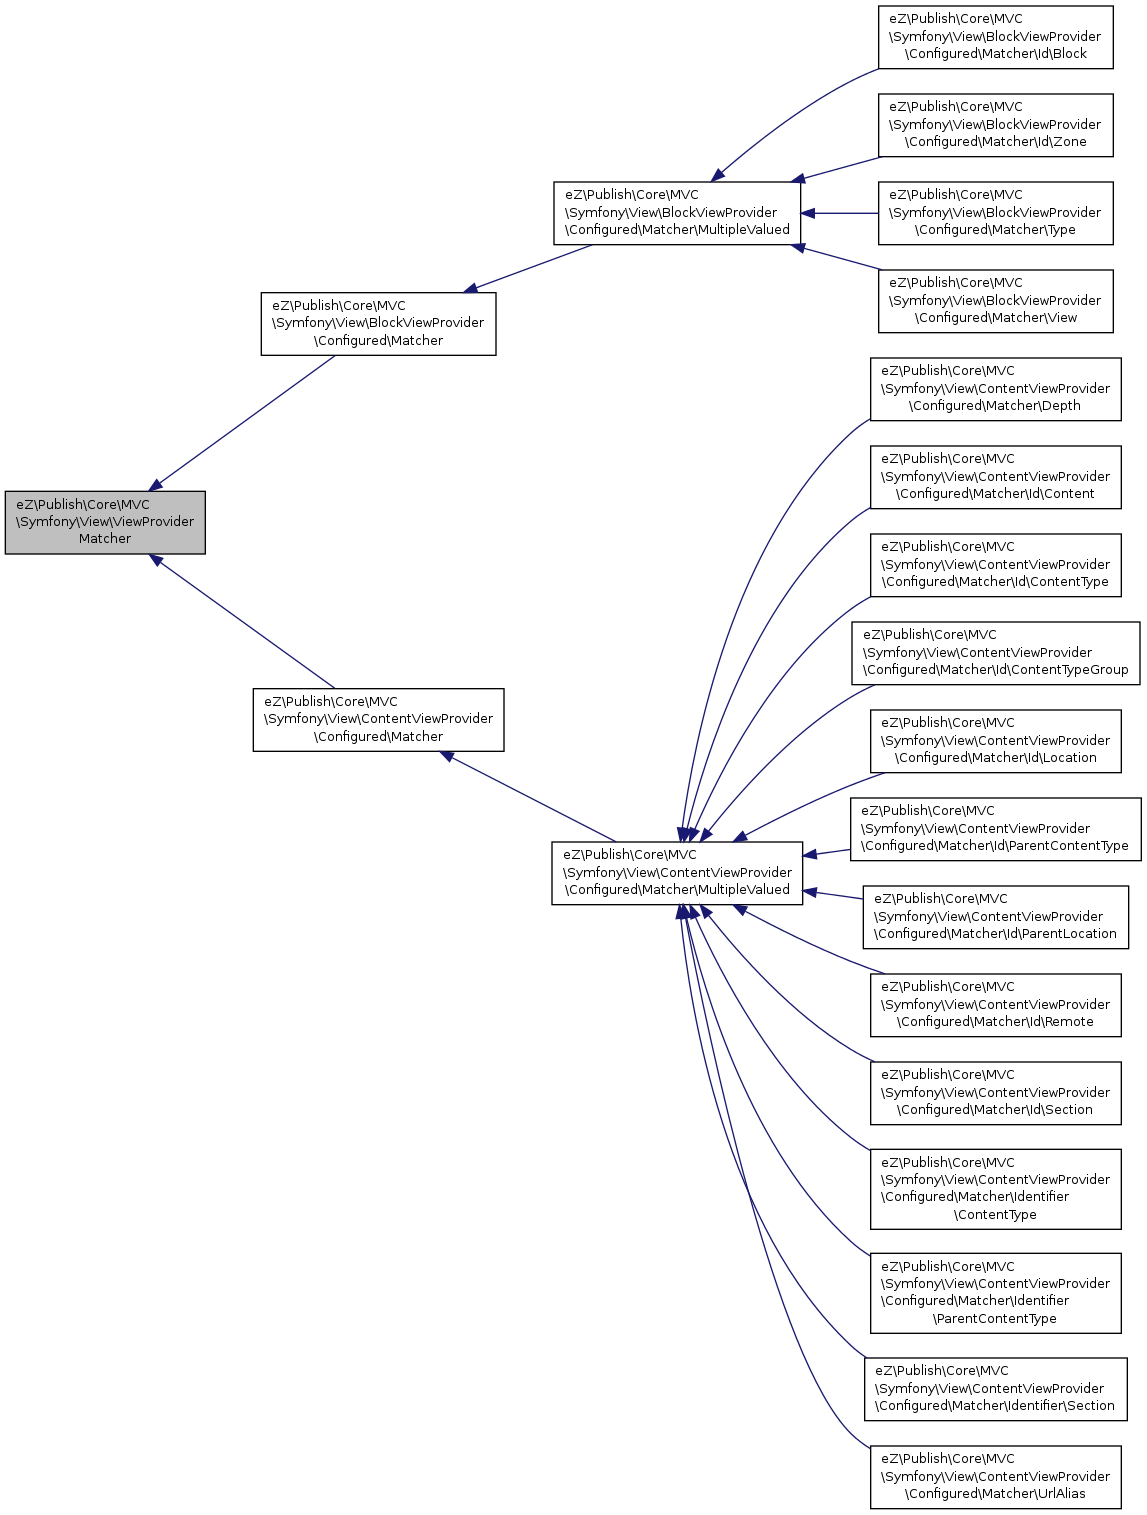 eZ\Publish\Core\MVC
\Symfony\View\BlockViewProvider
\Configured\Matcher\Id\Block
eZ\Publish\Core\MVC
\Symfony\View\BlockViewProvider
\Configured\Matcher\Id\Zone
eZ\Publish\Core\MVC
\Symfony\View\BlockViewProvider
\Configured\Matcher\MultipleValued
eZ\Publish\Core\MVC
\Symfony\View\BlockViewProvider
\Configured\Matcher\Type
eZ\Publish\Core\MVC
\Symfony\View\BlockViewProvider
\Configured\Matcher\View
eZ\Publish\Core\MVC
\Symfony\View\BlockViewProvider
\Configured\Matcher
eZ\Publish\Core\MVC
\Symfony\View\ContentViewProvider
\Configured\Matcher\Depth
eZ\Publish\Core\MVC
\Symfony\View\ContentViewProvider
\Configured\Matcher\Id\Content
eZ\Publish\Core\MVC
\Symfony\View\ViewProvider
Matcher
eZ\Publish\Core\MVC
\Symfony\View\ContentViewProvider
\Configured\Matcher\Id\ContentType
eZ\Publish\Core\MVC
\Symfony\View\ContentViewProvider
\Configured\Matcher\Id\ContentTypeGroup
eZ\Publish\Core\MVC
\Symfony\View\ContentViewProvider
\Configured\Matcher
eZ\Publish\Core\MVC
\Symfony\View\ContentViewProvider
\Configured\Matcher\Id\Location
eZ\Publish\Core\MVC
\Symfony\View\ContentViewProvider
\Configured\Matcher\Id\ParentContentType
eZ\Publish\Core\MVC
\Symfony\View\ContentViewProvider
\Configured\Matcher\MultipleValued
eZ\Publish\Core\MVC
\Symfony\View\ContentViewProvider
\Configured\Matcher\Id\ParentLocation
eZ\Publish\Core\MVC
\Symfony\View\ContentViewProvider
\Configured\Matcher\Id\Remote
eZ\Publish\Core\MVC
\Symfony\View\ContentViewProvider
\Configured\Matcher\Id\Section
eZ\Publish\Core\MVC
\Symfony\View\ContentViewProvider
\Configured\Matcher\Identifier
\ContentType
eZ\Publish\Core\MVC
\Symfony\View\ContentViewProvider
\Configured\Matcher\Identifier
\ParentContentType
eZ\Publish\Core\MVC
\Symfony\View\ContentViewProvider
\Configured\Matcher\Identifier\Section
eZ\Publish\Core\MVC
\Symfony\View\ContentViewProvider
\Configured\Matcher\UrlAlias